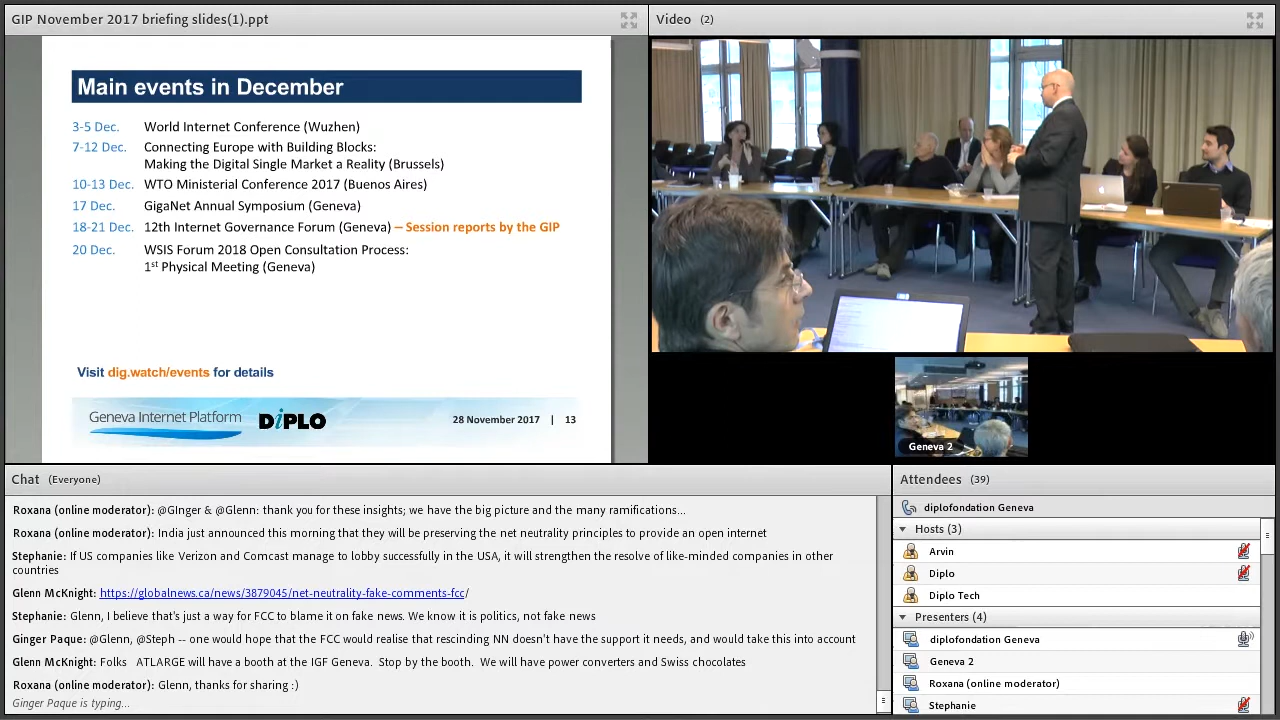 GIP November 2017 briefing slides(1).ppt
Main events in December
3-5 Dec. World Internet Conference (Wuzhen)
7-12 Dec. Connecting Europe with Building Blocks:
Making the Digital Single Market a Reality (Brussels)
10-13 Dec. WTO Ministerial Conference 2017 (Buenos Aires)
17 Dec. GigaNet Annual Symposium (Geneva)
18-21 Dec. 12th Internet Governance Forum (Geneva) – Session reports by the GIP
20 Dec. WSIS Forum 2018 Open Consultation Process:
1st Physical Meeting (Geneva)
Visit dig.watch/events for details
Geneva Internet Platform DiPLO 28 November 2017 | 13
Video (2)
Geneva 2
Chat (Everyone)
Roxana (online moderator): @GInger & @Glenn: thank you for these insights; we have the big picture and the many ramifications...
Roxana (online moderator): India just announced this morning that they will be preserving the net neutrality principles to provide an open internet
Stephanie: If US companies like Verizon and Comcast manage to lobby successfully in the USA, it will strengthen the resolve of like-minded companies in other
countries
Glenn McKnight: https://globalnews.ca/news/3879045/net-neutrality-fake-comments-fcc/
Stephanie: Glenn, I believe that's just a way for FCC to blame it on fake news. We know it is politics, not fake news
Ginger Paque: @Glenn, @Steph -- one would hope that the FCC would realise that rescinding NN doesn't have the support it needs, and would take this into account
Glenn McKnight: Folks ATLARGE will have a booth at the IGF Geneva. Stop by the booth. We will have power converters and Swiss chocolates
Roxana (online moderator): Glenn, thanks for sharing :)
Ginger Paque is typing...
Attendees (39)
diplofondation Geneva
Hosts (3)
Arvin
Diplo
Diplo Tech
Presenters (4)
diplofondation Geneva
Geneva 2
Roxana (online moderator)
Stephanie